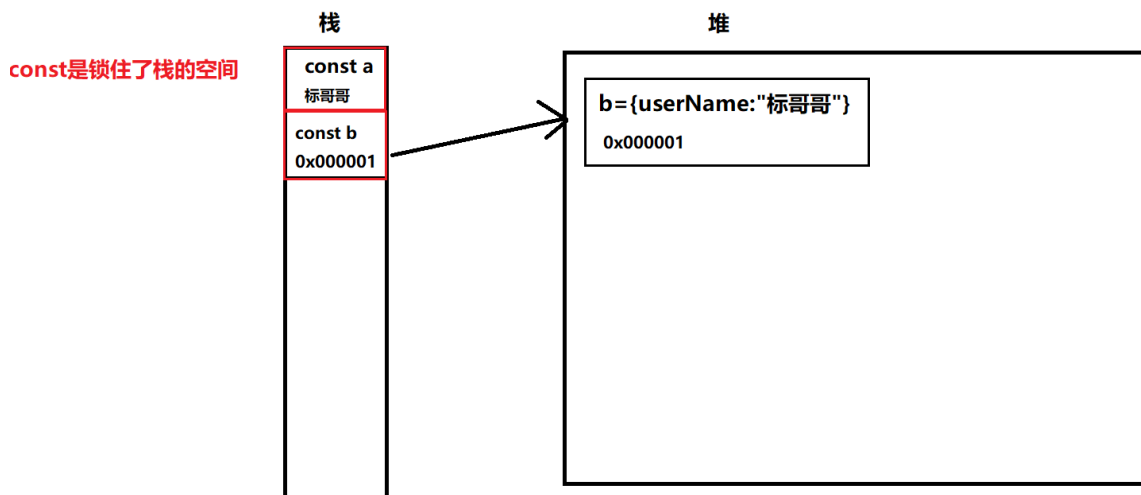 栈
堆
const是锁住了栈的空间
const a
标哥哥
const b
0x000001
b={userName:"标哥哥"}
0x000001